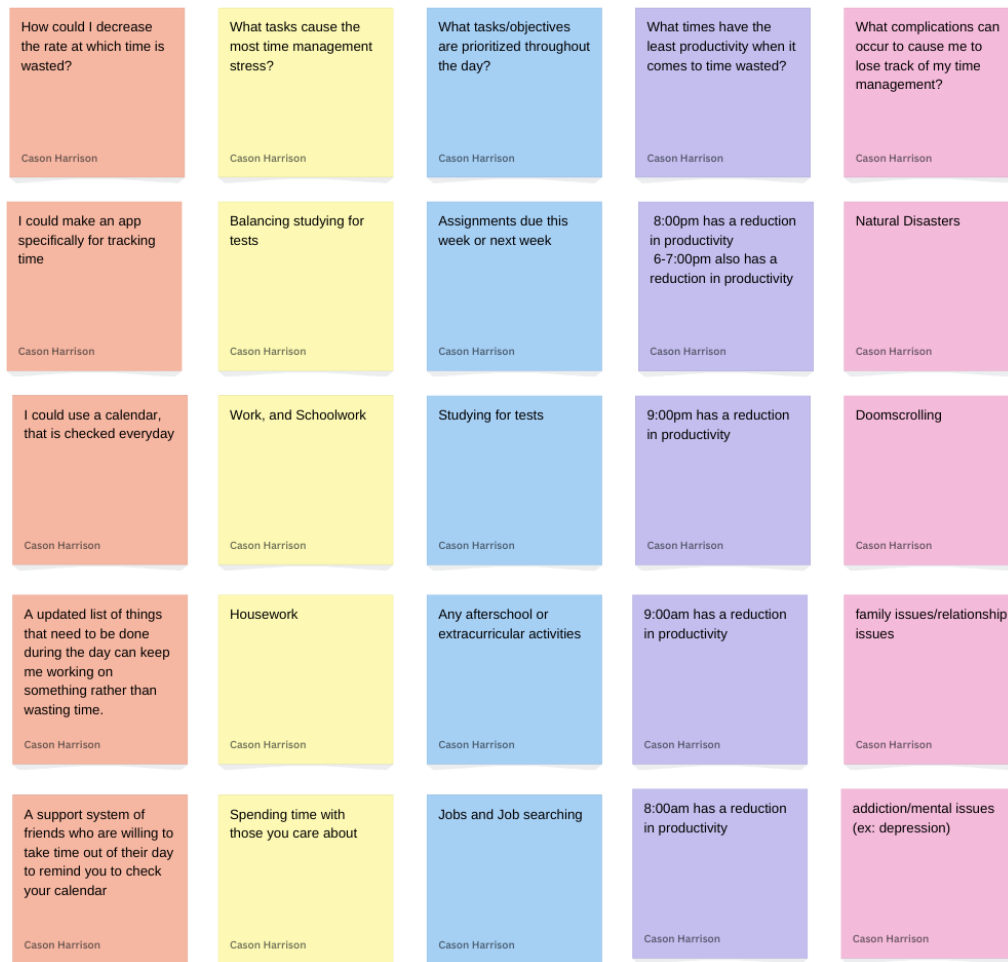 How could I decrease
the rate at which time is
wasted?
Cason Harrison
What tasks cause the
most time management
stress?
Cason Harrison
What tasks/objectives
are prioritized throughout
the day?
Cason Harrison
What times have the
least productivity when it
comes to time wasted?
Cason Harrison
What complications can
occur to cause me to
lose track of my time
management?
Cason Harrison
I could make an app
specifically for tracking
time
Cason Harrison
Balancing studying for
tests
Cason Harrison
Assignments due this
week or next week
Cason Harrison
8:00pm has a reduction
in productivity
6-7:00pm also has a
reduction in productivity
Cason Harrison
Natural Disasters
Cason Harrison
I could use a calendar,
that is checked everyday
Cason Harrison
Work, and Schoolwork
Cason Harrison
Studying for tests
Cason Harrison
9:00pm has a reduction
in productivity
Cason Harrison
Doomscrolling
Cason Harrison
A updated list of things
that need to be done
during the day can keep
me working on
something rather than
wasting time.
Cason Harrison
Housework
Cason Harrison
Any afterschool or
extracurricular activities
Cason Harrison
9:00am has a reduction
in productivity
Cason Harrison
family issues/relationship
issues
Cason Harrison
A support system of
friends who are willing to
take time out of their day
to remind you to check
your calendar
Cason Harrison
Spending time with
those you care about
Cason Harrison
Jobs and Job searching
Cason Harrison
8:00am has a reduction
in productivity
Cason Harrison
addiction/mental issues
(ex: depression)
Cason Harrison